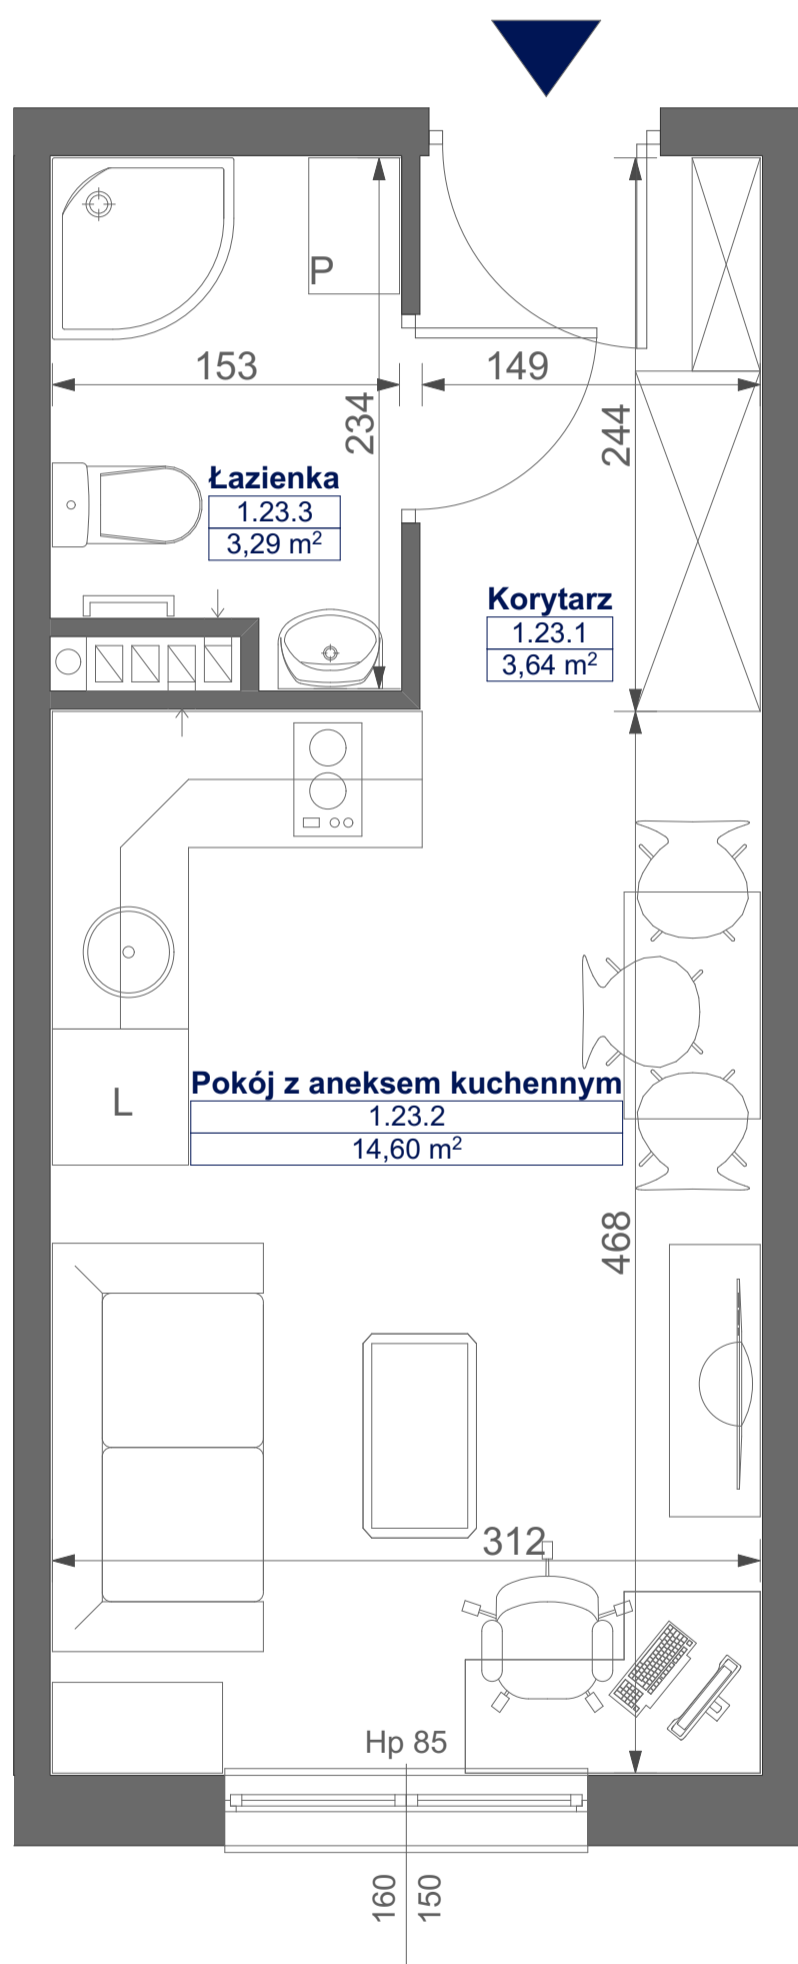 P
153
149
234
244
Łazienka
1.23.3
3,29 m²
Korytarz
1.23.1
3,64 m²
L
Pokój z aneksem kuchennym
1.23.2
14,60 m²
468
312
Hp 85
160
150